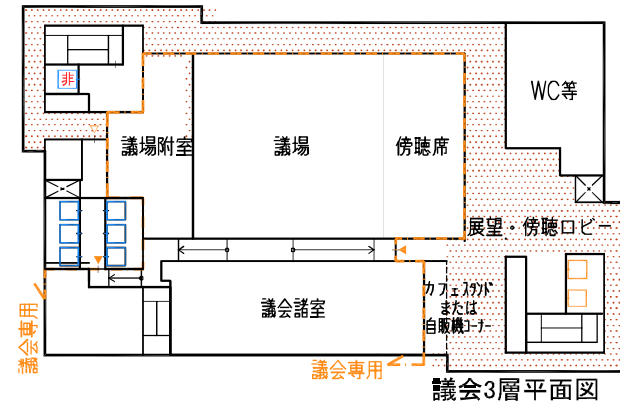 WC等
非
議場附室
議場
傍聴席
展望・傍聴ロビー
カフェスタンド
または
自販機コーナー
議会諸室
議会専用
議会専用
議会3層平面図